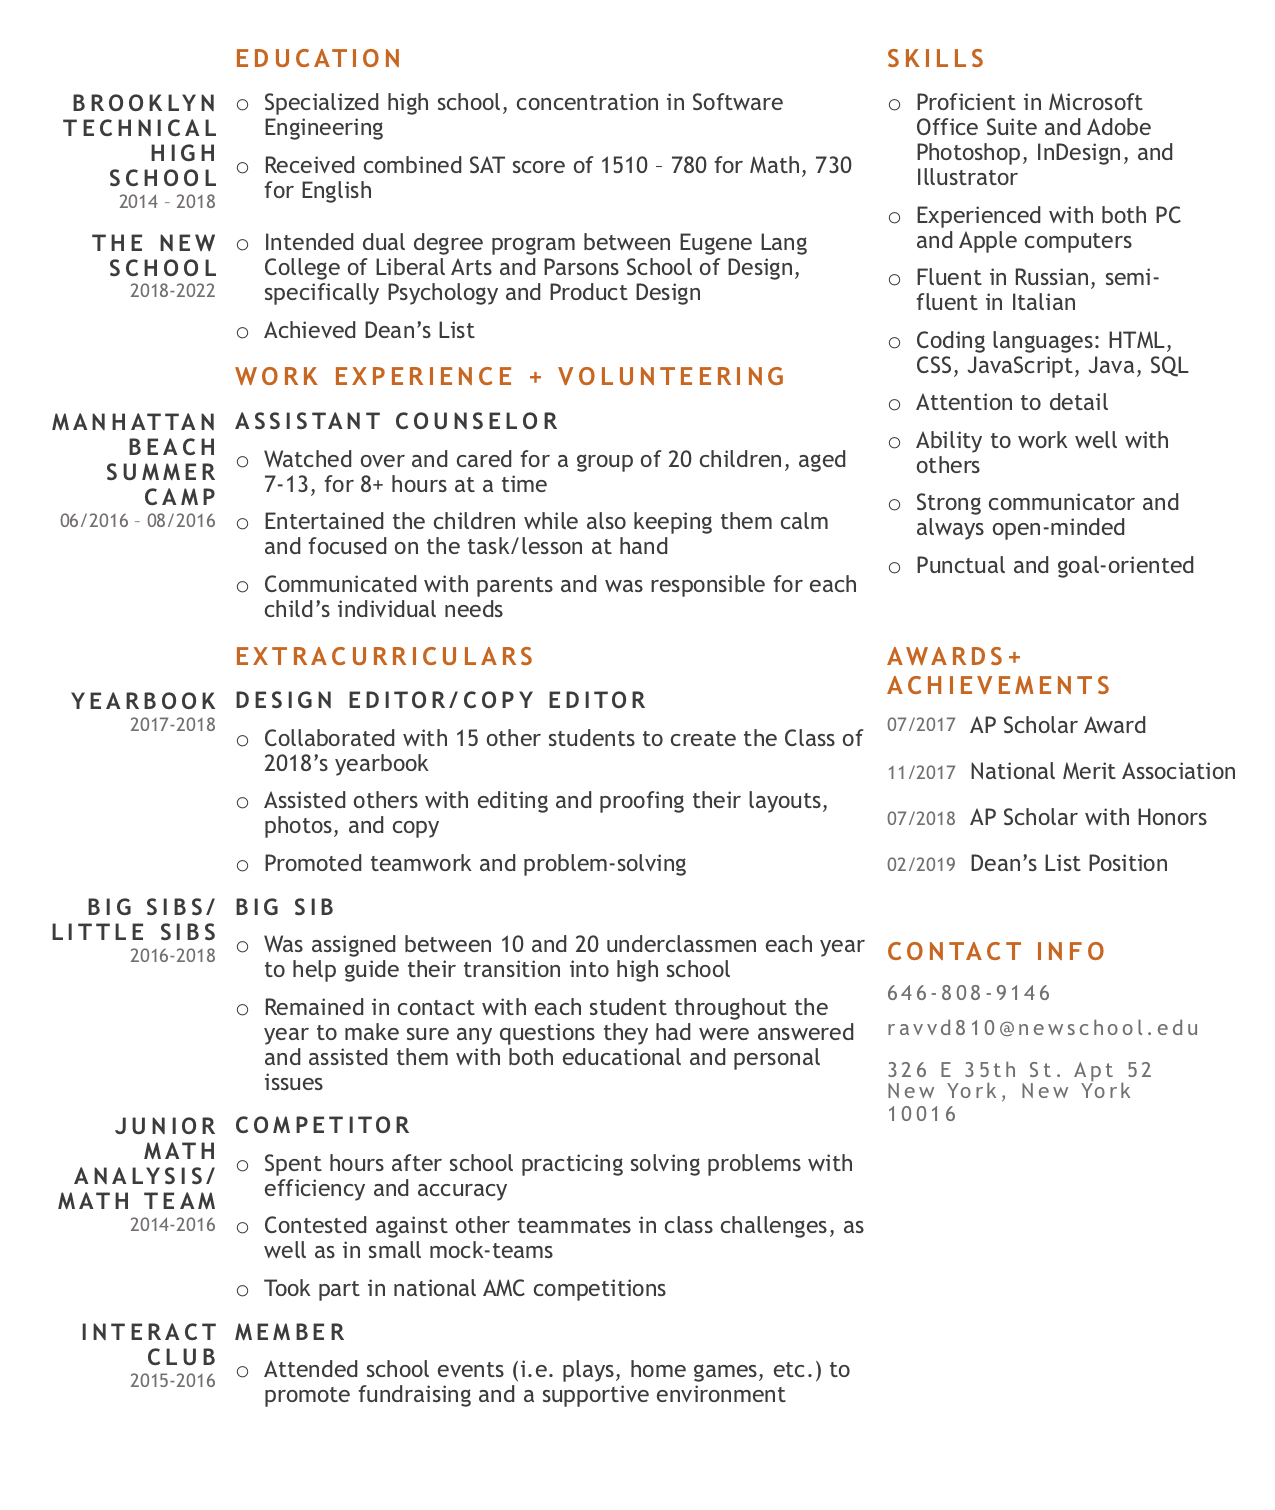 EDUCATION
BROOKLYN
TECHNICAL
HIGH
SCHOOL
2014 – 2018
○ Specialized high school, concentration in Software
Engineering
○ Received combined SAT score of 1510 – 780 for Math, 730
for English
THE NEW
SCHOOL
2018-2022
○ Intended dual degree program between Eugene Lang
College of Liberal Arts and Parsons School of Design,
specifically Psychology and Product Design
○ Achieved Dean’s List
WORK EXPERIENCE + VOLUNTEERING
MANHATTAN
BEACH
SUMMER
CAMP
06/2016 – 08/2016
ASSISTANT COUNSELOR
○ Watched over and cared for a group of 20 children, aged
7-13, for 8+ hours at a time
○ Entertained the children while also keeping them calm
and focused on the task/lesson at hand
○ Communicated with parents and was responsible for each
child’s individual needs
EXTRACURRICULARS
YEARBOOK
2017-2018
DESIGN EDITOR/COPY EDITOR
○ Collaborated with 15 other students to create the Class of
2018’s yearbook
○ Assisted others with editing and proofing their layouts,
photos, and copy
○ Promoted teamwork and problem-solving
BIG SIBS/
LITTLE SIBS
2016-2018
BIG SIB
○ Was assigned between 10 and 20 underclassmen each year
to help guide their transition into high school
○ Remained in contact with each student throughout the
year to make sure any questions they had were answered
and assisted them with both educational and personal
issues
JUNIOR
MATH
ANALYSIS/
MATH TEAM
2014-2016
COMPETITOR
○ Spent hours after school practicing solving problems with
efficiency and accuracy
○ Contested against other teammates in class challenges, as
well as in small mock-teams
○ Took part in national AMC competitions
INTERACT
CLUB
2015-2016
MEMBER
○ Attended school events (i.e. plays, home games, etc.) to
promote fundraising and a supportive environment
SKILLS
○ Proficient in Microsoft
Office Suite and Adobe
Photoshop, InDesign, and
Illustrator
○ Experienced with both PC
and Apple computers
○ Fluent in Russian, semi-
fluent in Italian
○ Coding languages: HTML,
CSS, JavaScript, Java, SQL
○ Attention to detail
○ Ability to work well with
others
○ Strong communicator and
always open-minded
○ Punctual and goal-oriented
AWARDS+
ACHIEVEMENTS
07/2017 AP Scholar Award
11/2017 National Merit Association
07/2018 AP Scholar with Honors
02/2019 Dean’s List Position
CONTACT INFO
646-808-9146
ravvd810@newschool.edu
326 E 35th St. Apt 52
New York, New York
10016